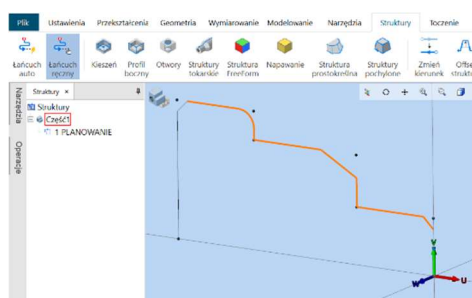 Plik Ustawienia Przekształcenia Geometria Wymiarowanie Modelowanie Narzędzia Struktury Toczenie
Łańcuch auto
Łańcuch ręczny
Kieszeń
Profil boczny
Otwory
Struktury tokarskie
Struktura Freeform
Napawanie
Struktura prostokreślna
Struktury pochylone
Zmień kierunek
Offse struktu
Narzędzia
Operacje
Struktury ×
Struktury
Część1
1 PLANOWANIE
V
W
U